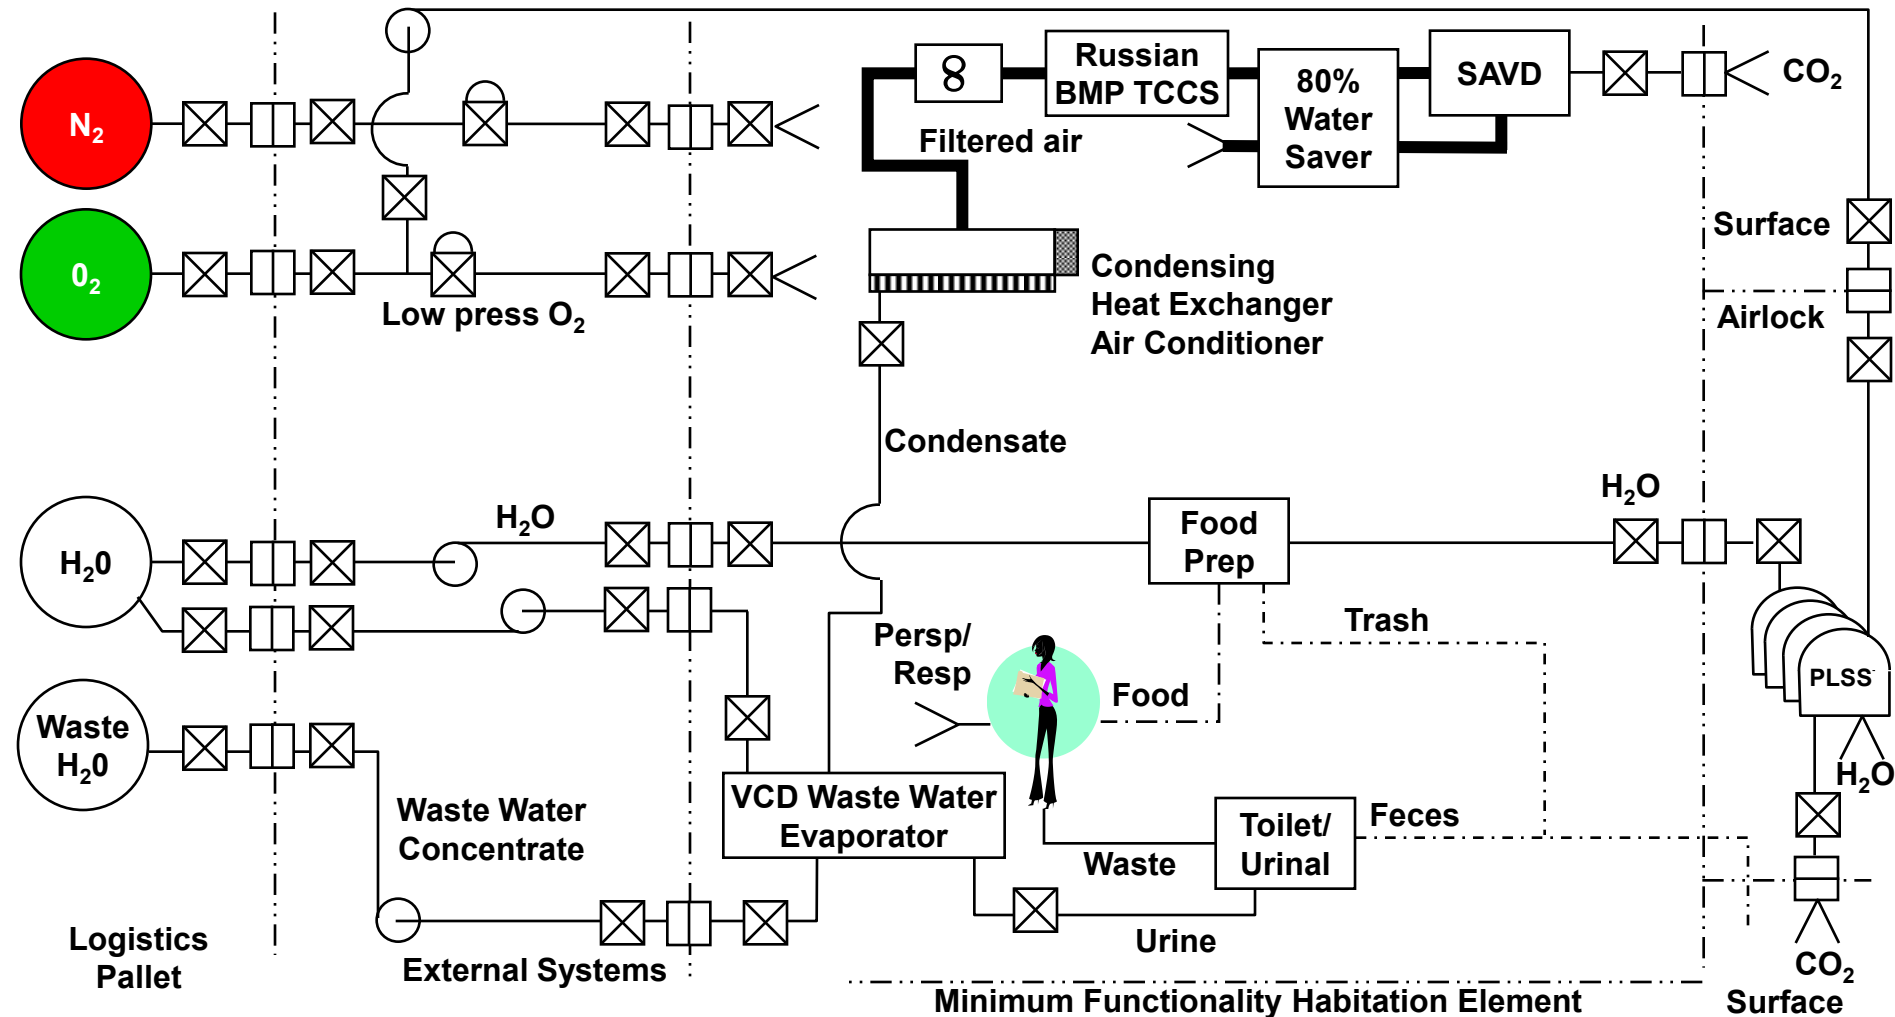 Russian
BMP TCCS
80%
Water
Saver
SAVD
CO₂
N₂
Filtered air
Surface
0₂
Low press O₂
Condensing
Heat Exchanger
Air Conditioner
Airlock
Condensate
H₂O
H₂O
Food
Prep
H₂0
Trash
Persp/
Resp
Food
PLSS
Waste
H₂0
H₂O
VCD Waste Water
Evaporator
Waste Water
Concentrate
Toilet/
Urinal
Feces
Waste
Urine
Logistics
Pallet
External Systems
CO₂
Minimum Functionality Habitation Element
Surface